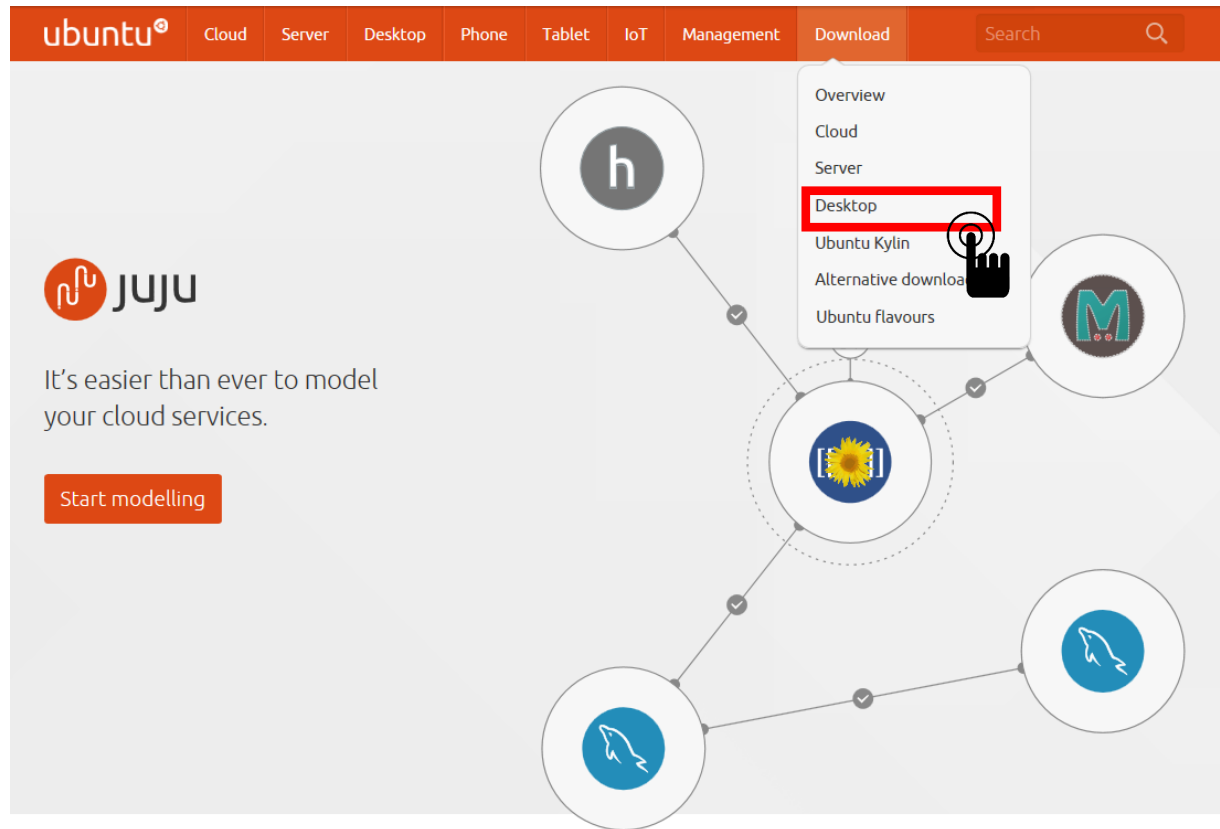 ubuntu® Cloud Server Desktop Phone Tablet IoT Management Download Search
Overview
Cloud
Server
Desktop
Ubuntu Kylin
Alternative downloa
Ubuntu flavours
h
juju
M
It's easier than ever to model
your cloud services.
[[ ]]
Start modelling